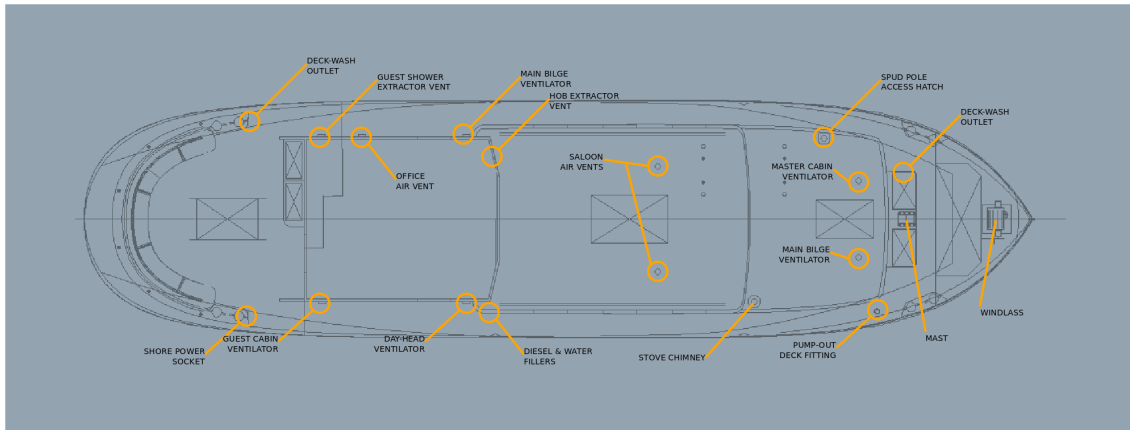 DECK-WASH
OUTLET
GUEST SHOWER
EXTRACTOR VENT
MAIN BILGE
VENTILATOR
HOB EXTRACTOR
VENT
SPUD POLE
ACCESS HATCH
DECK-WASH
OUTLET
OFFICE
AIR VENT
SALOON
AIR VENTS
MASTER CABIN
VENTILATOR
MAIN BILGE
VENTILATOR
WINDLASS
MAST
PUMP-OUT
DECK FITTING
STOVE CHIMNEY
DIESEL & WATER
FILLERS
DAY-HEAD
VENTILATOR
GUEST CABIN
VENTILATOR
SHORE POWER
SOCKET